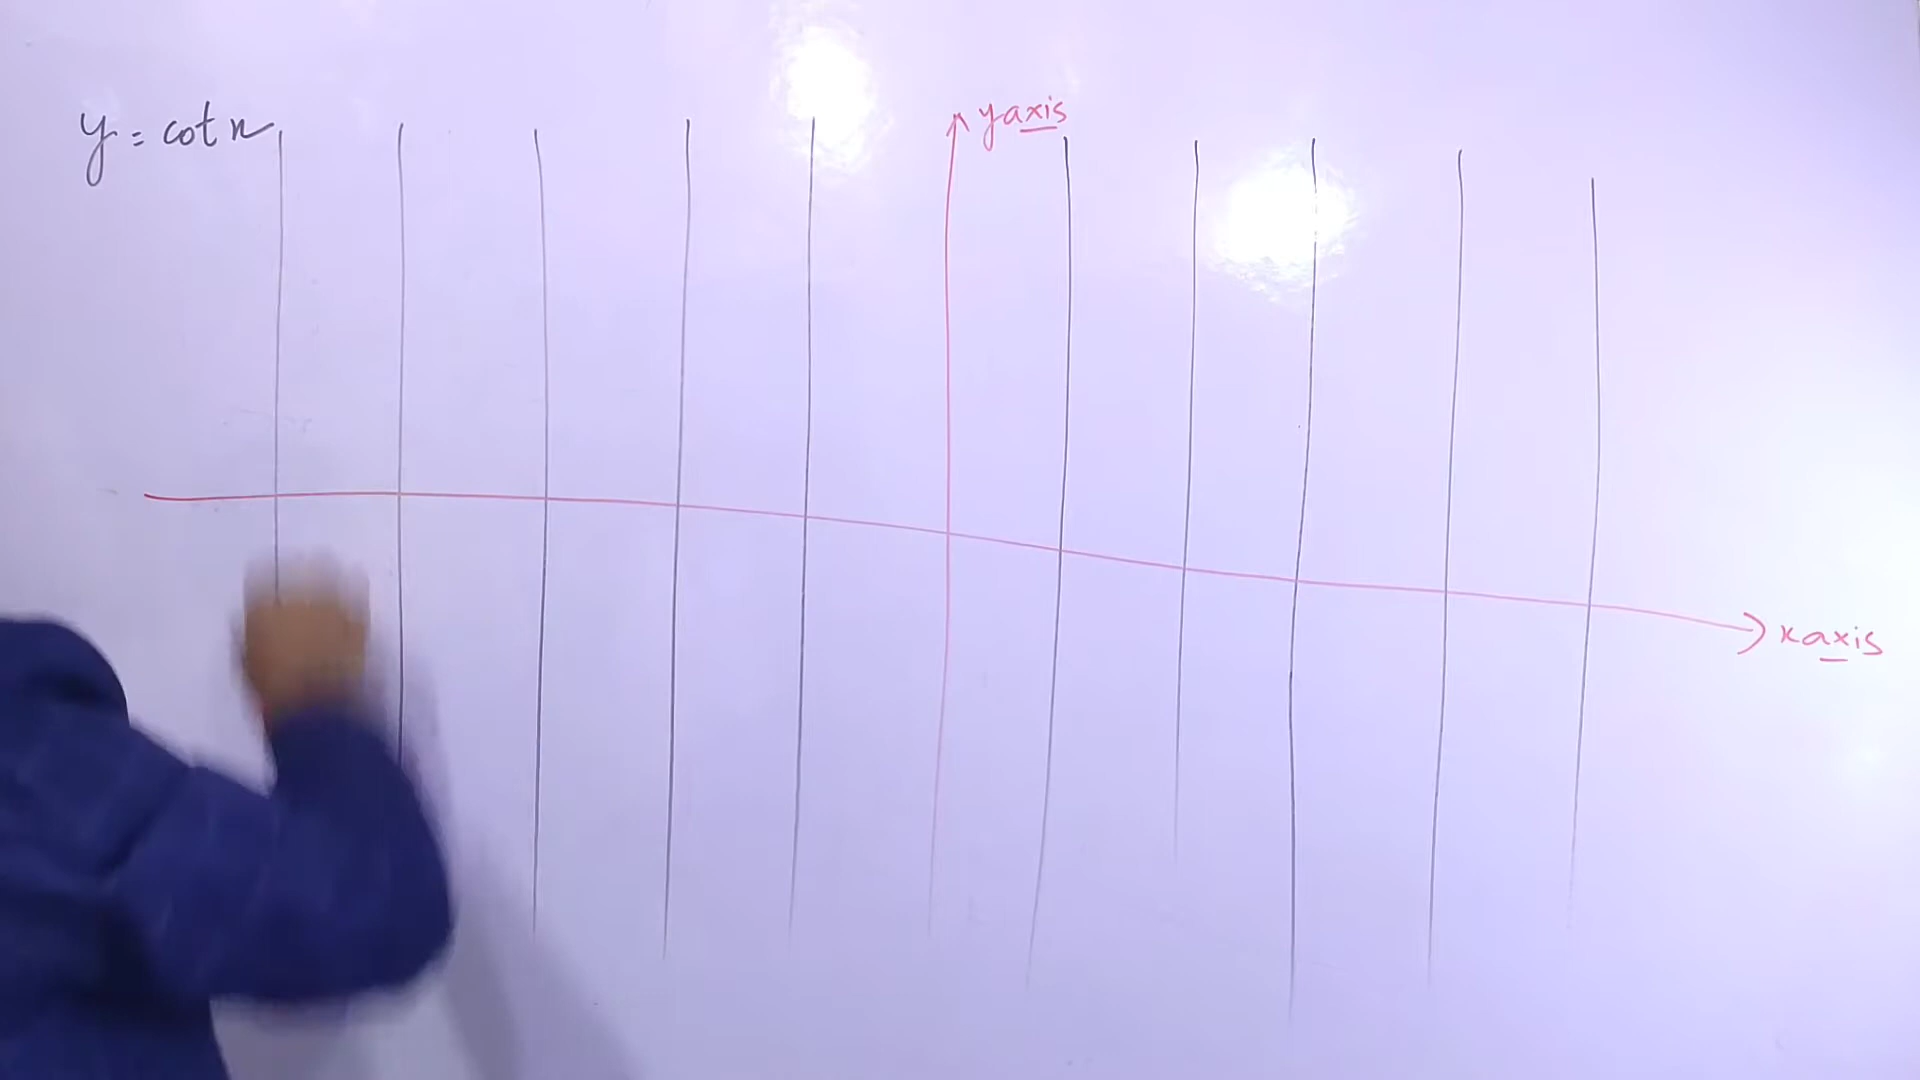 y = cot x
y axis
x axis